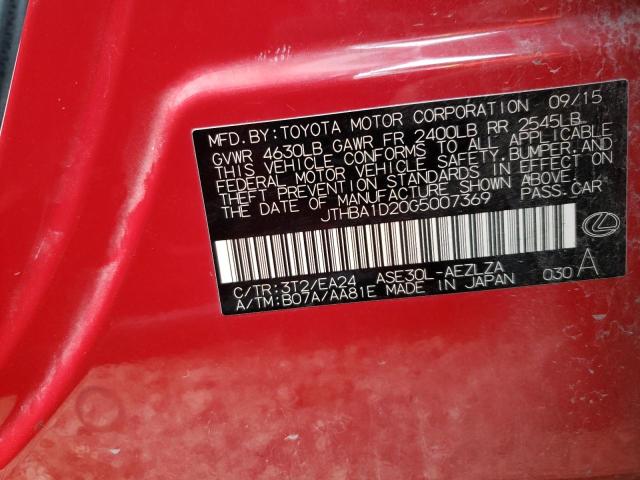 MFD. BY: TOYOTA MOTOR CORPORATION 09/15
GVWR 4630LB GAWR FR 2400LB RR 2545LB
THIS VEHICLE CONFORMS TO ALL APPLICABLE
FEDERAL MOTOR VEHICLE SAFETY, BUMPER, AND
THEFT PREVENTION STANDARDS IN EFFECT ON
THE DATE OF MANUFACTURE SHOWN ABOVE.
JTHBA1D20G5007369 PASS. CAR
C/TR: 3T2/EA24 ASE30L-AEZLZA
A/TM: B07A/AA81E MADE IN JAPAN 030 A